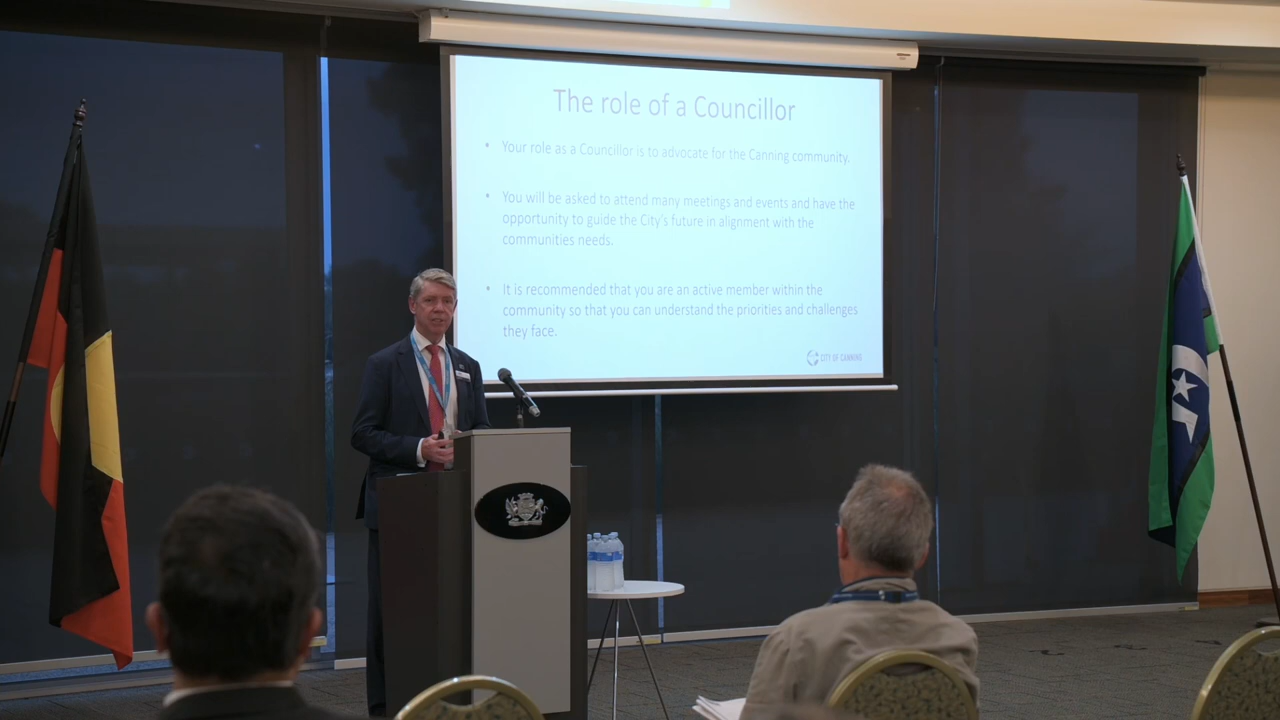 The role of a Councillor
• Your role as a Councillor is to advocate for the Canning community.
• You will be asked to attend many meetings and events and have the
opportunity to guide the City's future in alignment with the
communities needs.
• It is recommended that you are an active member within the
community so that you can understand the priorities and challenges
they face.
CITY OF CANNING